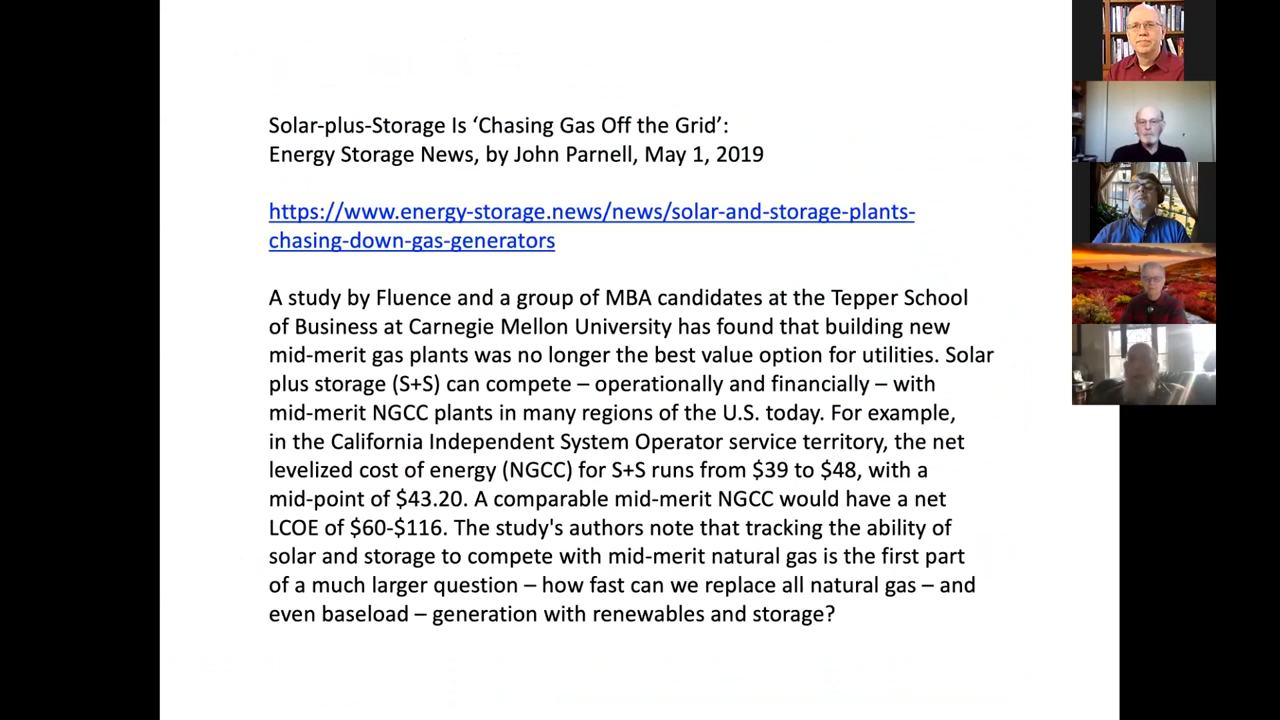 Solar-plus-Storage Is ‘Chasing Gas Off the Grid’:
Energy Storage News, by John Parnell, May 1, 2019
https://www.energy-storage.news/news/solar-and-storage-plants-
chasing-down-gas-generators
A study by Fluence and a group of MBA candidates at the Tepper School
of Business at Carnegie Mellon University has found that building new
mid-merit gas plants was no longer the best value option for utilities. Solar
plus storage (S+S) can compete – operationally and financially – with
mid-merit NGCC plants in many regions of the U.S. today. For example,
in the California Independent System Operator service territory, the net
levelized cost of energy (NGCC) for S+S runs from $39 to $48, with a
mid-point of $43.20. A comparable mid-merit NGCC would have a net
LCOE of $60-$116. The study's authors note that tracking the ability of
solar and storage to compete with mid-merit natural gas is the first part
of a much larger question – how fast can we replace all natural gas – and
even baseload – generation with renewables and storage?